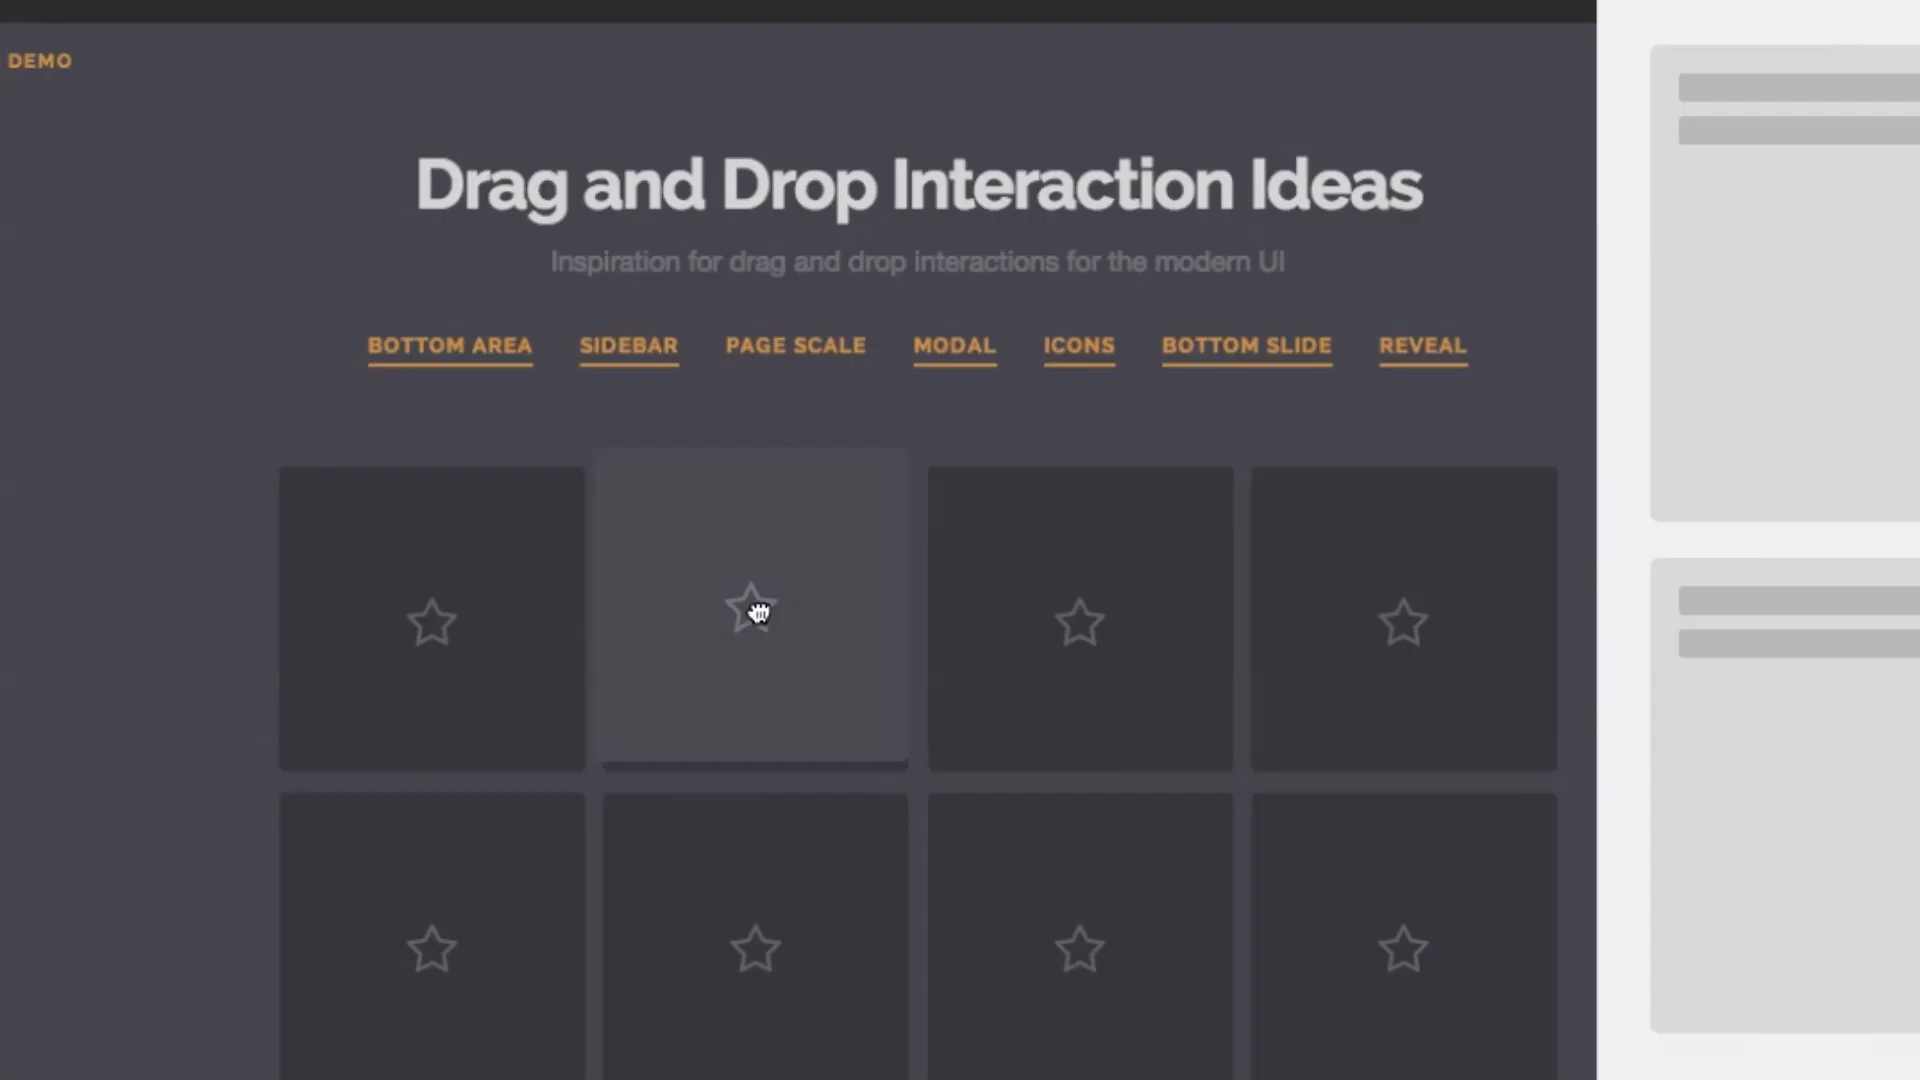 DEMO
Drag and Drop Interaction Ideas
Inspiration for drag and drop interactions for the modern UI
BOTTOM AREA SIDEBAR PAGE SCALE MODAL ICONS BOTTOM SLIDE REVEAL